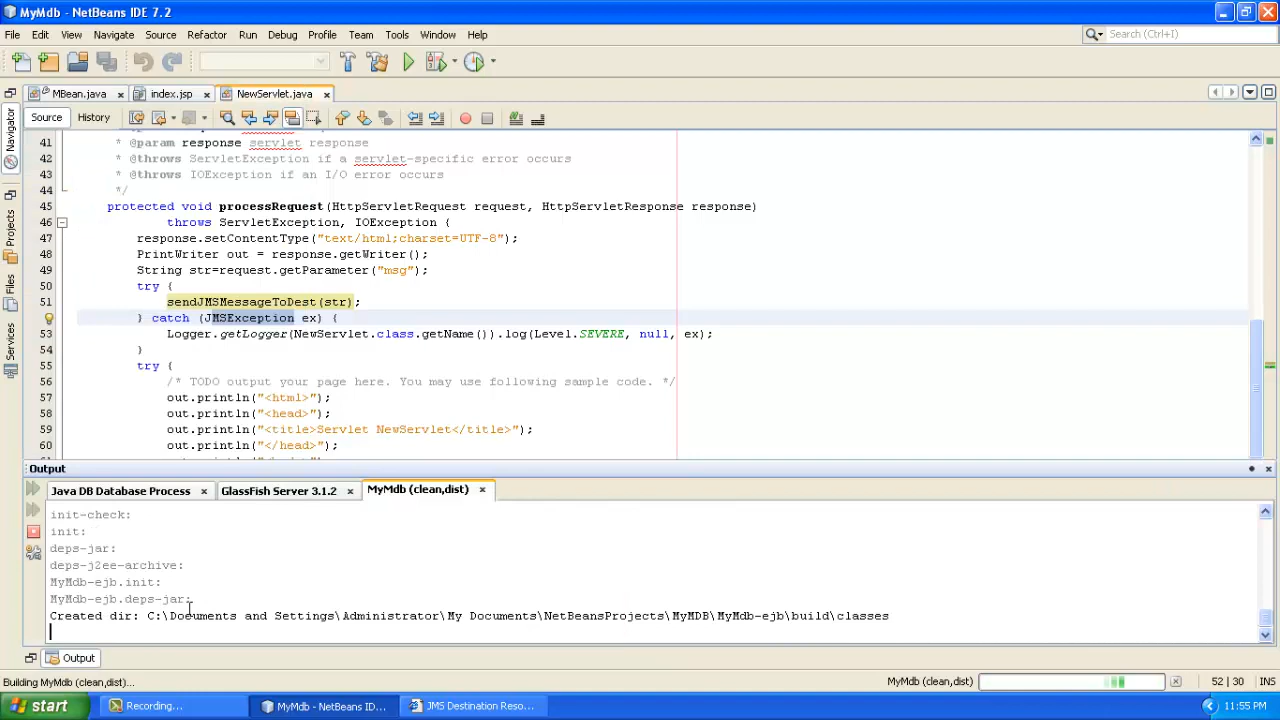 MyMdb - NetBeans IDE 7.2
File Edit View Navigate Source Refactor Run Debug Profile Team Tools Window Help
Search (Ctrl+I)
MBean.java index.jsp NewServlet.java
Source History
Navigator
Projects
Files
Services
41 * @param response servlet response
42 * @throws ServletException if a servlet-specific error occurs
43 * @throws IOException if an I/O error occurs
44 */
45 protected void processRequest(HttpServletRequest request, HttpServletResponse response)
46 throws ServletException, IOException {
47 response.setContentType("text/html;charset=UTF-8");
48 PrintWriter out = response.getWriter();
49 String str=request.getParameter("msg");
50 try {
51 sendJMSMessageToDest(str);
} catch (JMSException ex) {
53 Logger.getLogger(NewServlet.class.getName()).log(Level.SEVERE, null, ex);
54 }
55 try {
56 /* TODO output your page here. You may use following sample code. */
57 out.println("<html>");
58 out.println("<head>");
59 out.println("<title>Servlet NewServlet</title>");
60 out.println("</head>");
Output
Java DB Database Process GlassFish Server 3.1.2 MyMdb (clean,dist)
init-check:
init:
deps-jar:
deps-j2ee-archive:
MyMdb-ejb.init:
MyMdb-ejb.deps-jar:
Created dir: C:\Documents and Settings\Administrator\My Documents\NetBeansProjects\MyMDB\MyMdb-ejb\build\classes
Output
Building MyMdb (clean,dist)... MyMdb (clean,dist) 52 | 30 INS
start Recording... MyMdb - NetBeans ID... JMS Destination Reso... 11:55 PM